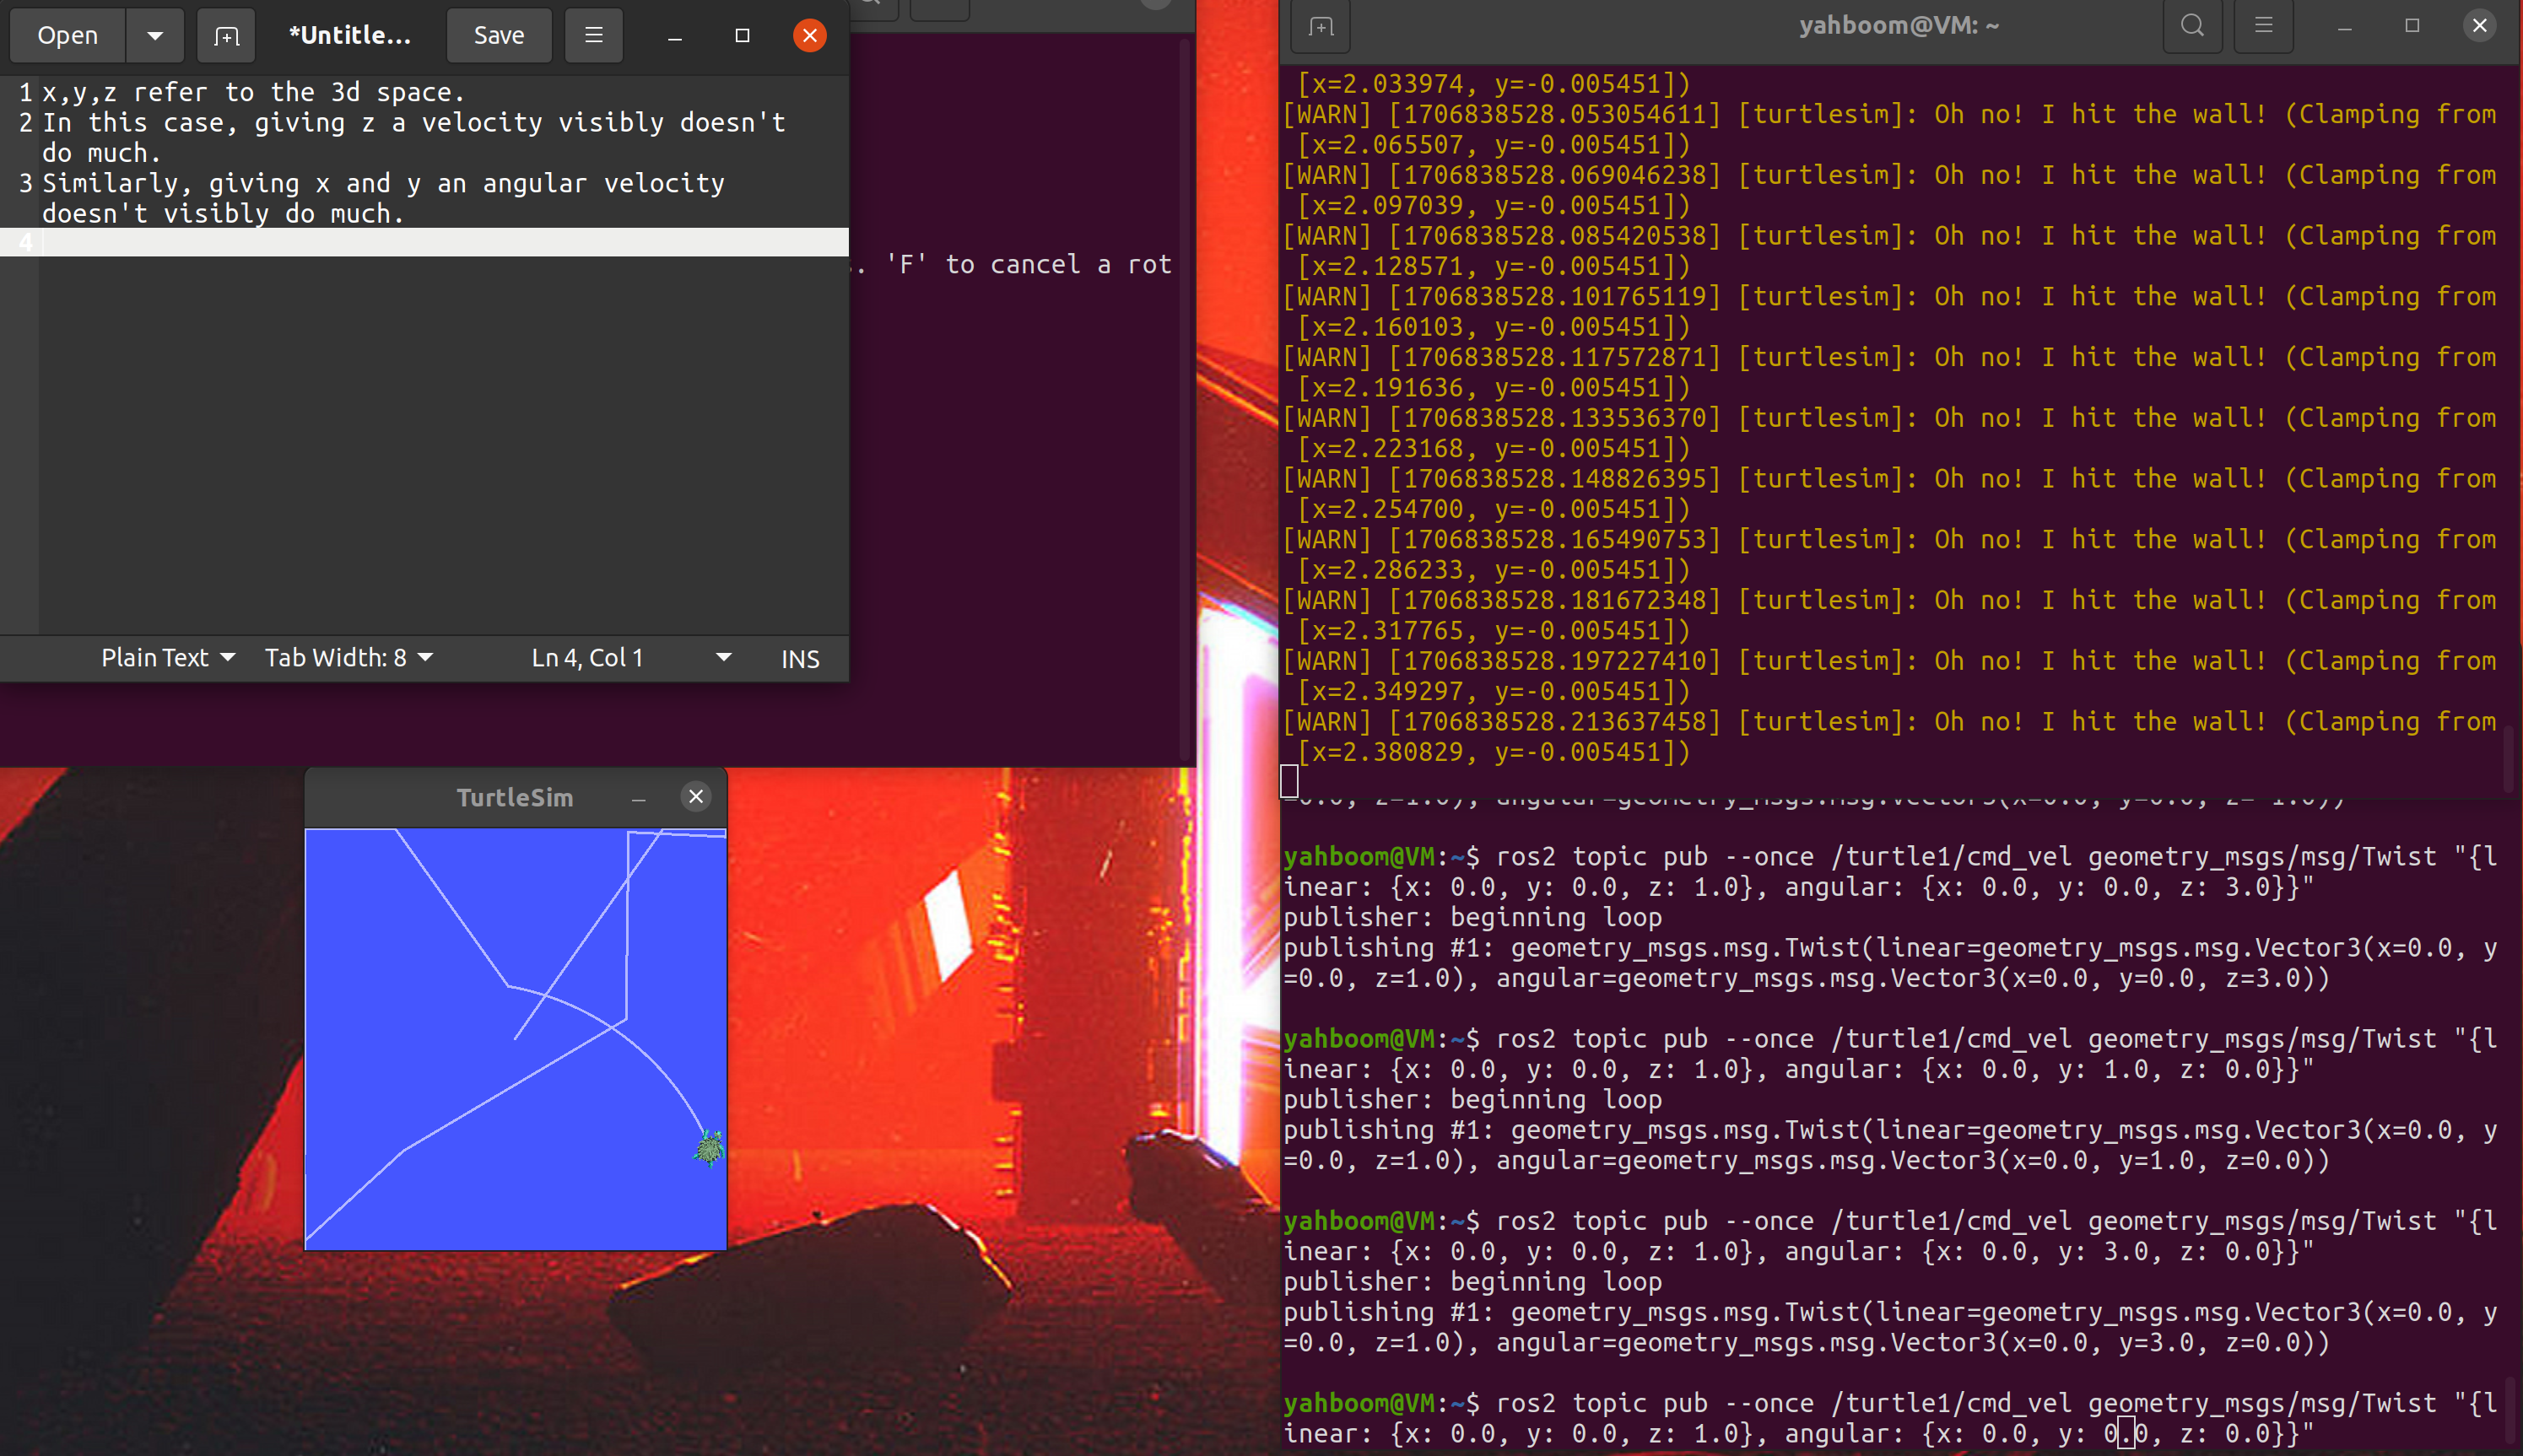 Open
*Untitle...
Save
1 x,y,z refer to the 3d space.
2 In this case, giving z a velocity visibly doesn't
do much.
3 Similarly, giving x and y an angular velocity
doesn't visibly do much.
4
Plain Text
Tab Width: 8
Ln 4, Col 1
INS
. 'F' to cancel a rot
TurtleSim
yahboom@VM: ~
[x=2.033974, y=-0.005451])
[WARN] [1706838528.053054611] [turtlesim]: Oh no! I hit the wall! (Clamping from
[x=2.065507, y=-0.005451])
[WARN] [1706838528.069046238] [turtlesim]: Oh no! I hit the wall! (Clamping from
[x=2.097039, y=-0.005451])
[WARN] [1706838528.085420538] [turtlesim]: Oh no! I hit the wall! (Clamping from
[x=2.128571, y=-0.005451])
[WARN] [1706838528.101765119] [turtlesim]: Oh no! I hit the wall! (Clamping from
[x=2.160103, y=-0.005451])
[WARN] [1706838528.117572871] [turtlesim]: Oh no! I hit the wall! (Clamping from
[x=2.191636, y=-0.005451])
[WARN] [1706838528.133536370] [turtlesim]: Oh no! I hit the wall! (Clamping from
[x=2.223168, y=-0.005451])
[WARN] [1706838528.148826395] [turtlesim]: Oh no! I hit the wall! (Clamping from
[x=2.254700, y=-0.005451])
[WARN] [1706838528.165490753] [turtlesim]: Oh no! I hit the wall! (Clamping from
[x=2.286233, y=-0.005451])
[WARN] [1706838528.181672348] [turtlesim]: Oh no! I hit the wall! (Clamping from
[x=2.317765, y=-0.005451])
[WARN] [1706838528.197227410] [turtlesim]: Oh no! I hit the wall! (Clamping from
[x=2.349297, y=-0.005451])
[WARN] [1706838528.213637458] [turtlesim]: Oh no! I hit the wall! (Clamping from
[x=2.380829, y=-0.005451])
yahboom@VM:~$ ros2 topic pub --once /turtle1/cmd_vel geometry_msgs/msg/Twist "{l
inear: {x: 0.0, y: 0.0, z: 1.0}, angular: {x: 0.0, y: 0.0, z: 3.0}}"
publisher: beginning loop
publishing #1: geometry_msgs.msg.Twist(linear=geometry_msgs.msg.Vector3(x=0.0, y
=0.0, z=1.0), angular=geometry_msgs.msg.Vector3(x=0.0, y=0.0, z=3.0))
yahboom@VM:~$ ros2 topic pub --once /turtle1/cmd_vel geometry_msgs/msg/Twist "{l
inear: {x: 0.0, y: 0.0, z: 1.0}, angular: {x: 0.0, y: 1.0, z: 0.0}}"
publisher: beginning loop
publishing #1: geometry_msgs.msg.Twist(linear=geometry_msgs.msg.Vector3(x=0.0, y
=0.0, z=1.0), angular=geometry_msgs.msg.Vector3(x=0.0, y=1.0, z=0.0))
yahboom@VM:~$ ros2 topic pub --once /turtle1/cmd_vel geometry_msgs/msg/Twist "{l
inear: {x: 0.0, y: 0.0, z: 1.0}, angular: {x: 0.0, y: 3.0, z: 0.0}}"
publisher: beginning loop
publishing #1: geometry_msgs.msg.Twist(linear=geometry_msgs.msg.Vector3(x=0.0, y
=0.0, z=1.0), angular=geometry_msgs.msg.Vector3(x=0.0, y=3.0, z=0.0))
yahboom@VM:~$ ros2 topic pub --once /turtle1/cmd_vel geometry_msgs/msg/Twist "{l
inear: {x: 0.0, y: 0.0, z: 1.0}, angular: {x: 0.0, y: 0.0, z: 0.0}}"